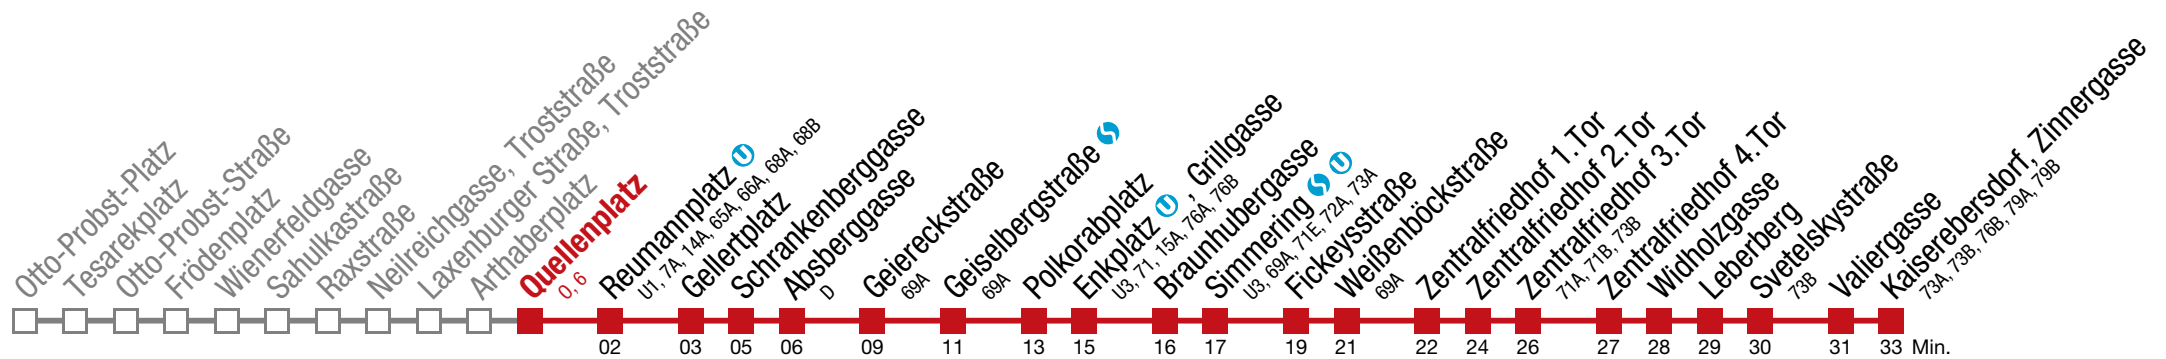 Otto-Probst-Platz
Tesarekplatz
Otto-Probst-Straße
Frödenplatz
Wienerfeldgasse
Sahulkastraße
Raxstraße
Neilreichgasse, Troststraße
Laxenburger Straße, Troststraße
Arthaberplatz
Quellenplatz
O, 6
Reumannplatz U
U1, 7A, 14A, 65A, 66A, 68A, 68B
Gellertplatz
Schrankenberggasse
Absberggasse
D
Geiereckstraße
69A
Geiselbergstraße S
69A
Polkorabplatz
Enkplatz U , Grillgasse
U3, 71, 15A, 76A, 76B
Braunhubergasse
Simmering S U
U3, 69A, 71E, 72A, 73A
Fickeysstraße
Weißenböckstraße
69A
Zentralfriedhof 1.Tor
Zentralfriedhof 2.Tor
Zentralfriedhof 3.Tor
71A, 71B, 73B
Zentralfriedhof 4.Tor
Widholzgasse
Leberberg
Svetelskystraße
73B
Valiergasse
Kaiserebersdorf, Zinnergasse
73A, 73B, 76B, 79A, 79B
02 03 05 06 09 11 13 15 16 17 19 21 22 24 26 27 28 29 30 31 33 Min.